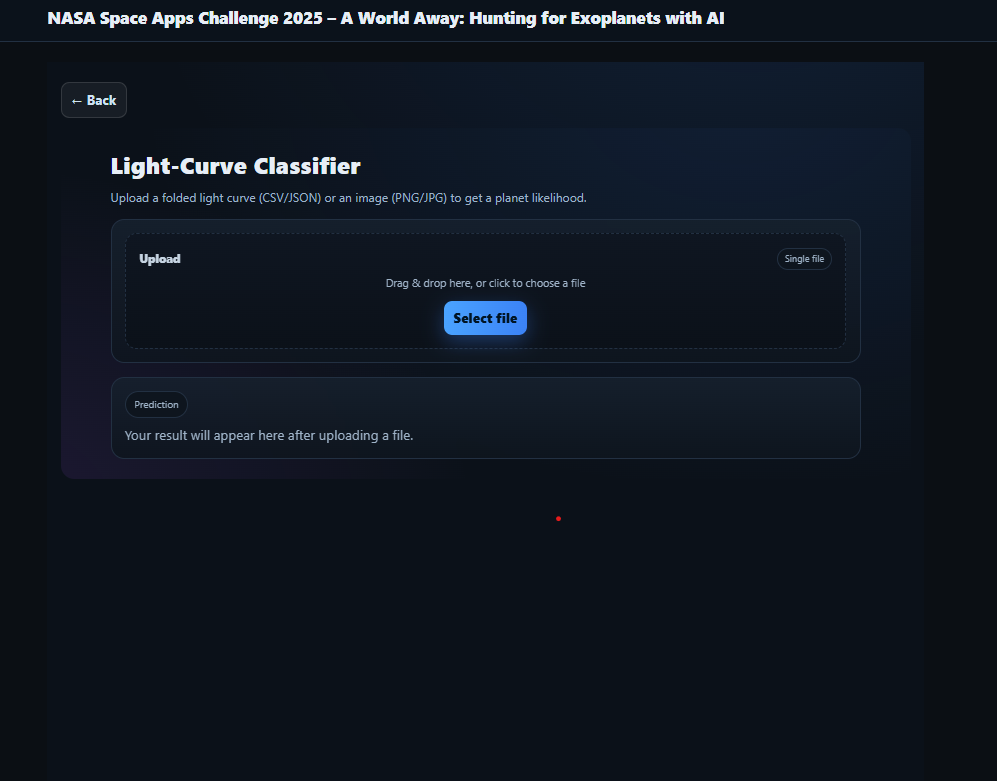 NASA Space Apps Challenge 2025 – A World Away: Hunting for Exoplanets with AI
← Back
Light-Curve Classifier
Upload a folded light curve (CSV/JSON) or an image (PNG/JPG) to get a planet likelihood.
Upload
Single file
Drag & drop here, or click to choose a file
Select file
Prediction
Your result will appear here after uploading a file.